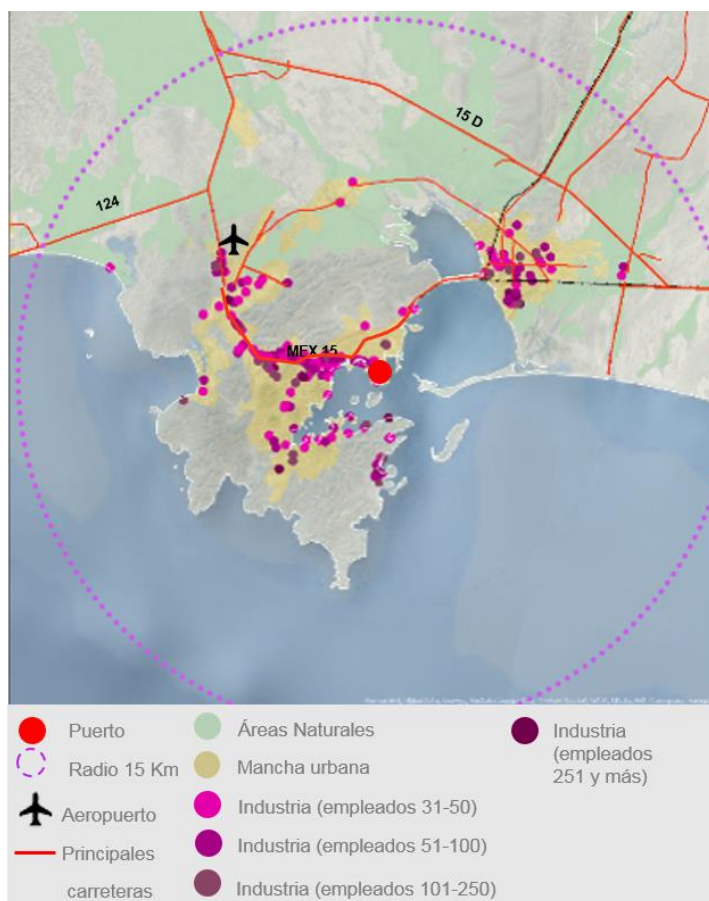 15 D
124
MEX 15
Puerto
Radio 15 Km
Aeropuerto
Principales
carreteras
Áreas Naturales
Mancha urbana
Industria (empleados 31-50)
Industria (empleados 51-100)
Industria (empleados 101-250)
Industria
(empleados
251 y más)